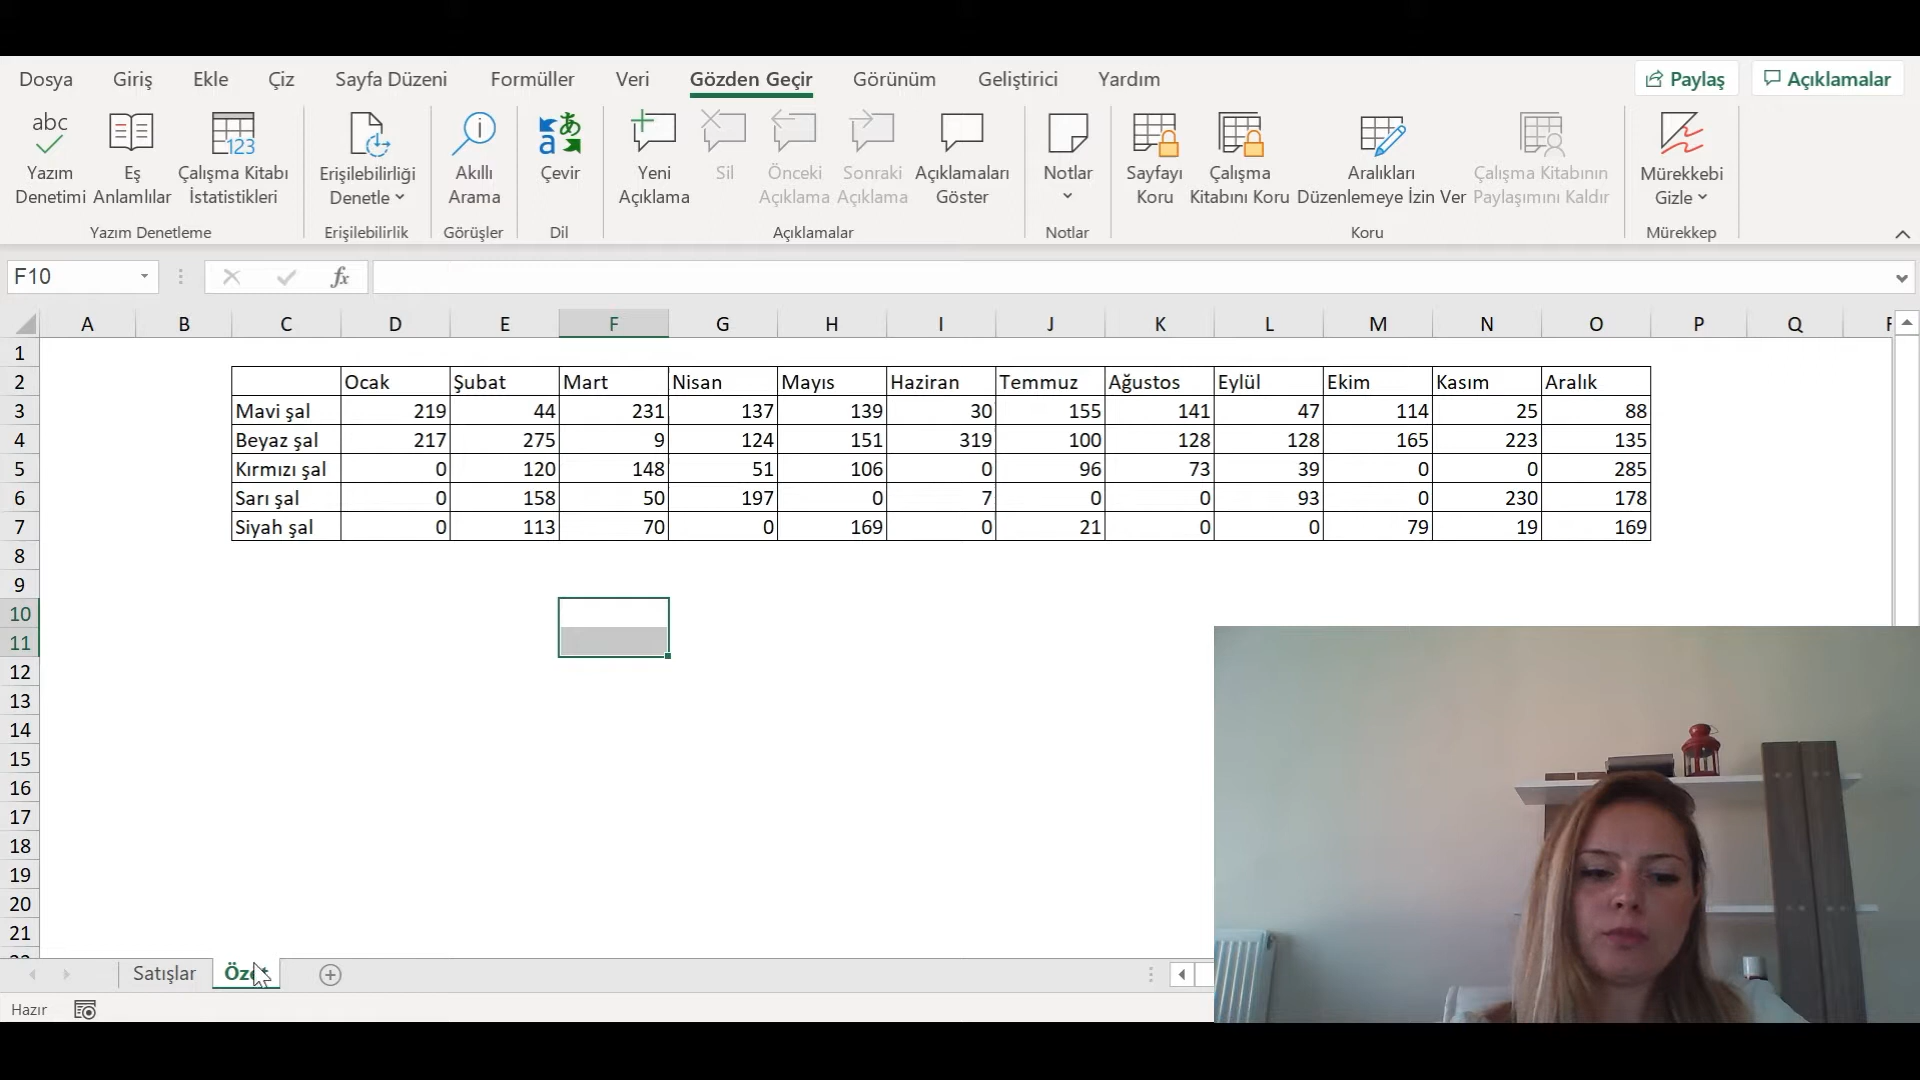 Dosya Giriş Ekle Çiz Sayfa Düzeni Formüller Veri Gözden Geçir Görünüm Geliştirici Yardım Paylaş Açıklamalar
abc
123
Yazım Denetimi
Eş Anlamlılar
Çalışma Kitabı İstatistikleri
Erişilebilirliği Denetle
Akıllı Arama
Çevir
Yeni Açıklama
Sil
Önceki Açıklama
Sonraki Açıklama
Açıklamaları Göster
Notlar
Sayfayı Koru
Çalışma Kitabını Koru
Aralıkları Düzenlemeye İzin Ver
Çalışma Kitabının Paylaşımını Kaldır
Mürekkebi Gizle
Yazım Denetleme Erişilebilirlik Görüşler Dil Açıklamalar Notlar Koru Mürekkep
F10 fx
A B C D E F G H I J K L M N O P Q
1
2 Ocak Şubat Mart Nisan Mayıs Haziran Temmuz Ağustos Eylül Ekim Kasım Aralık
3 Mavi şal 219 44 231 137 139 30 155 141 47 114 25 88
4 Beyaz şal 217 275 9 124 151 319 100 128 128 165 223 135
5 Kırmızı şal 0 120 148 51 106 0 96 73 39 0 0 285
6 Sarı şal 0 158 50 197 0 7 0 0 93 0 230 178
7 Siyah şal 0 113 70 0 169 0 21 0 0 79 19 169
8
9
10
11
12
13
14
15
16
17
18
19
20
21
Satışlar
Hazır